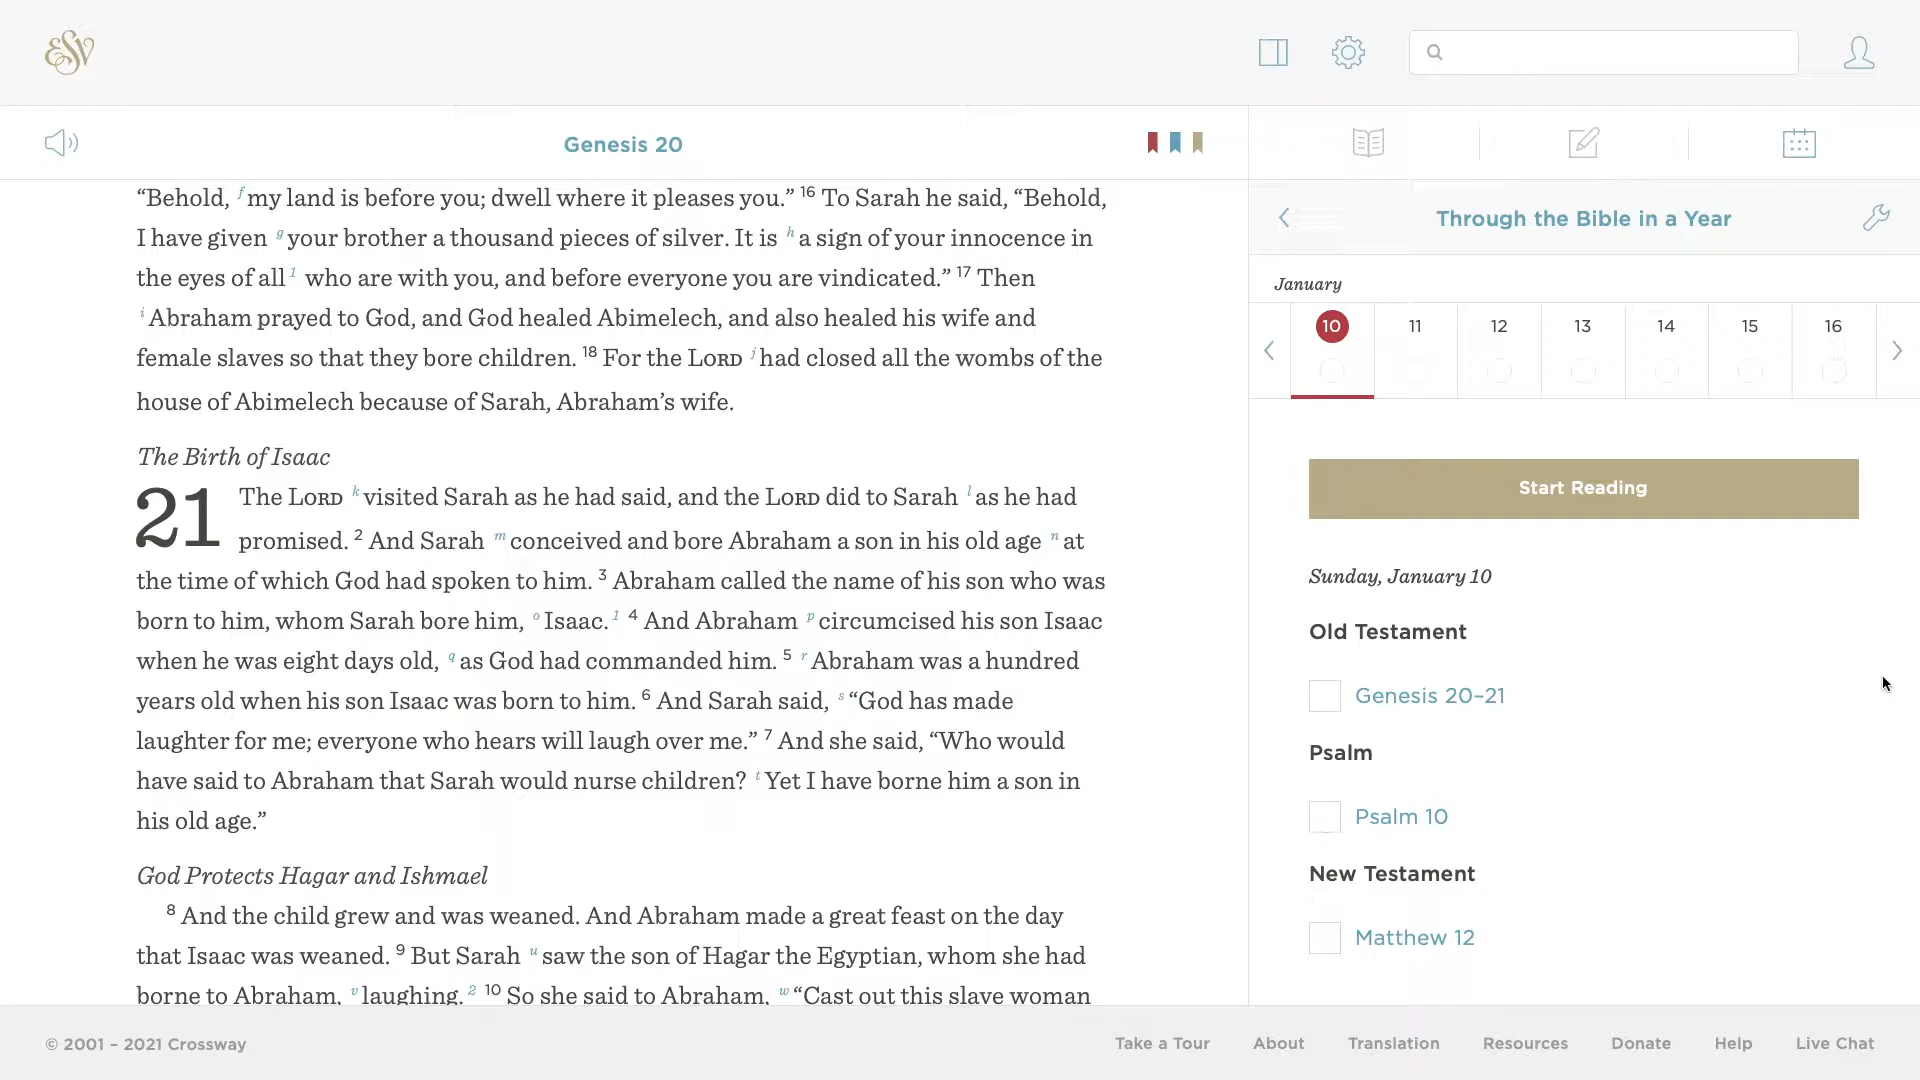 ESV
Genesis 20
“Behold, f my land is before you; dwell where it pleases you.” 16 To Sarah he said, “Behold,
I have given g your brother a thousand pieces of silver. It is h a sign of your innocence in
the eyes of all 1 who are with you, and before everyone you are vindicated.” 17 Then
i Abraham prayed to God, and God healed Abimelech, and also healed his wife and
female slaves so that they bore children. 18 For the LORD j had closed all the wombs of the
house of Abimelech because of Sarah, Abraham’s wife.
The Birth of Isaac
21 The LORD k visited Sarah as he had said, and the LORD did to Sarah l as he had
promised. 2 And Sarah m conceived and bore Abraham a son in his old age n at
the time of which God had spoken to him. 3 Abraham called the name of his son who was
born to him, whom Sarah bore him, o Isaac. 1 4 And Abraham p circumcised his son Isaac
when he was eight days old, q as God had commanded him. 5 r Abraham was a hundred
years old when his son Isaac was born to him. 6 And Sarah said, s “God has made
laughter for me; everyone who hears will laugh over me.” 7 And she said, “Who would
have said to Abraham that Sarah would nurse children? t Yet I have borne him a son in
his old age.”
God Protects Hagar and Ishmael
8 And the child grew and was weaned. And Abraham made a great feast on the day
that Isaac was weaned. 9 But Sarah u saw the son of Hagar the Egyptian, whom she had
borne to Abraham, v laughing. 2 10 So she said to Abraham, w “Cast out this slave woman
Through the Bible in a Year
January
10 11 12 13 14 15 16
Start Reading
Sunday, January 10
Old Testament
Genesis 20–21
Psalm
Psalm 10
New Testament
Matthew 12
© 2001 – 2021 Crossway
Take a Tour About Translation Resources Donate Help Live Chat